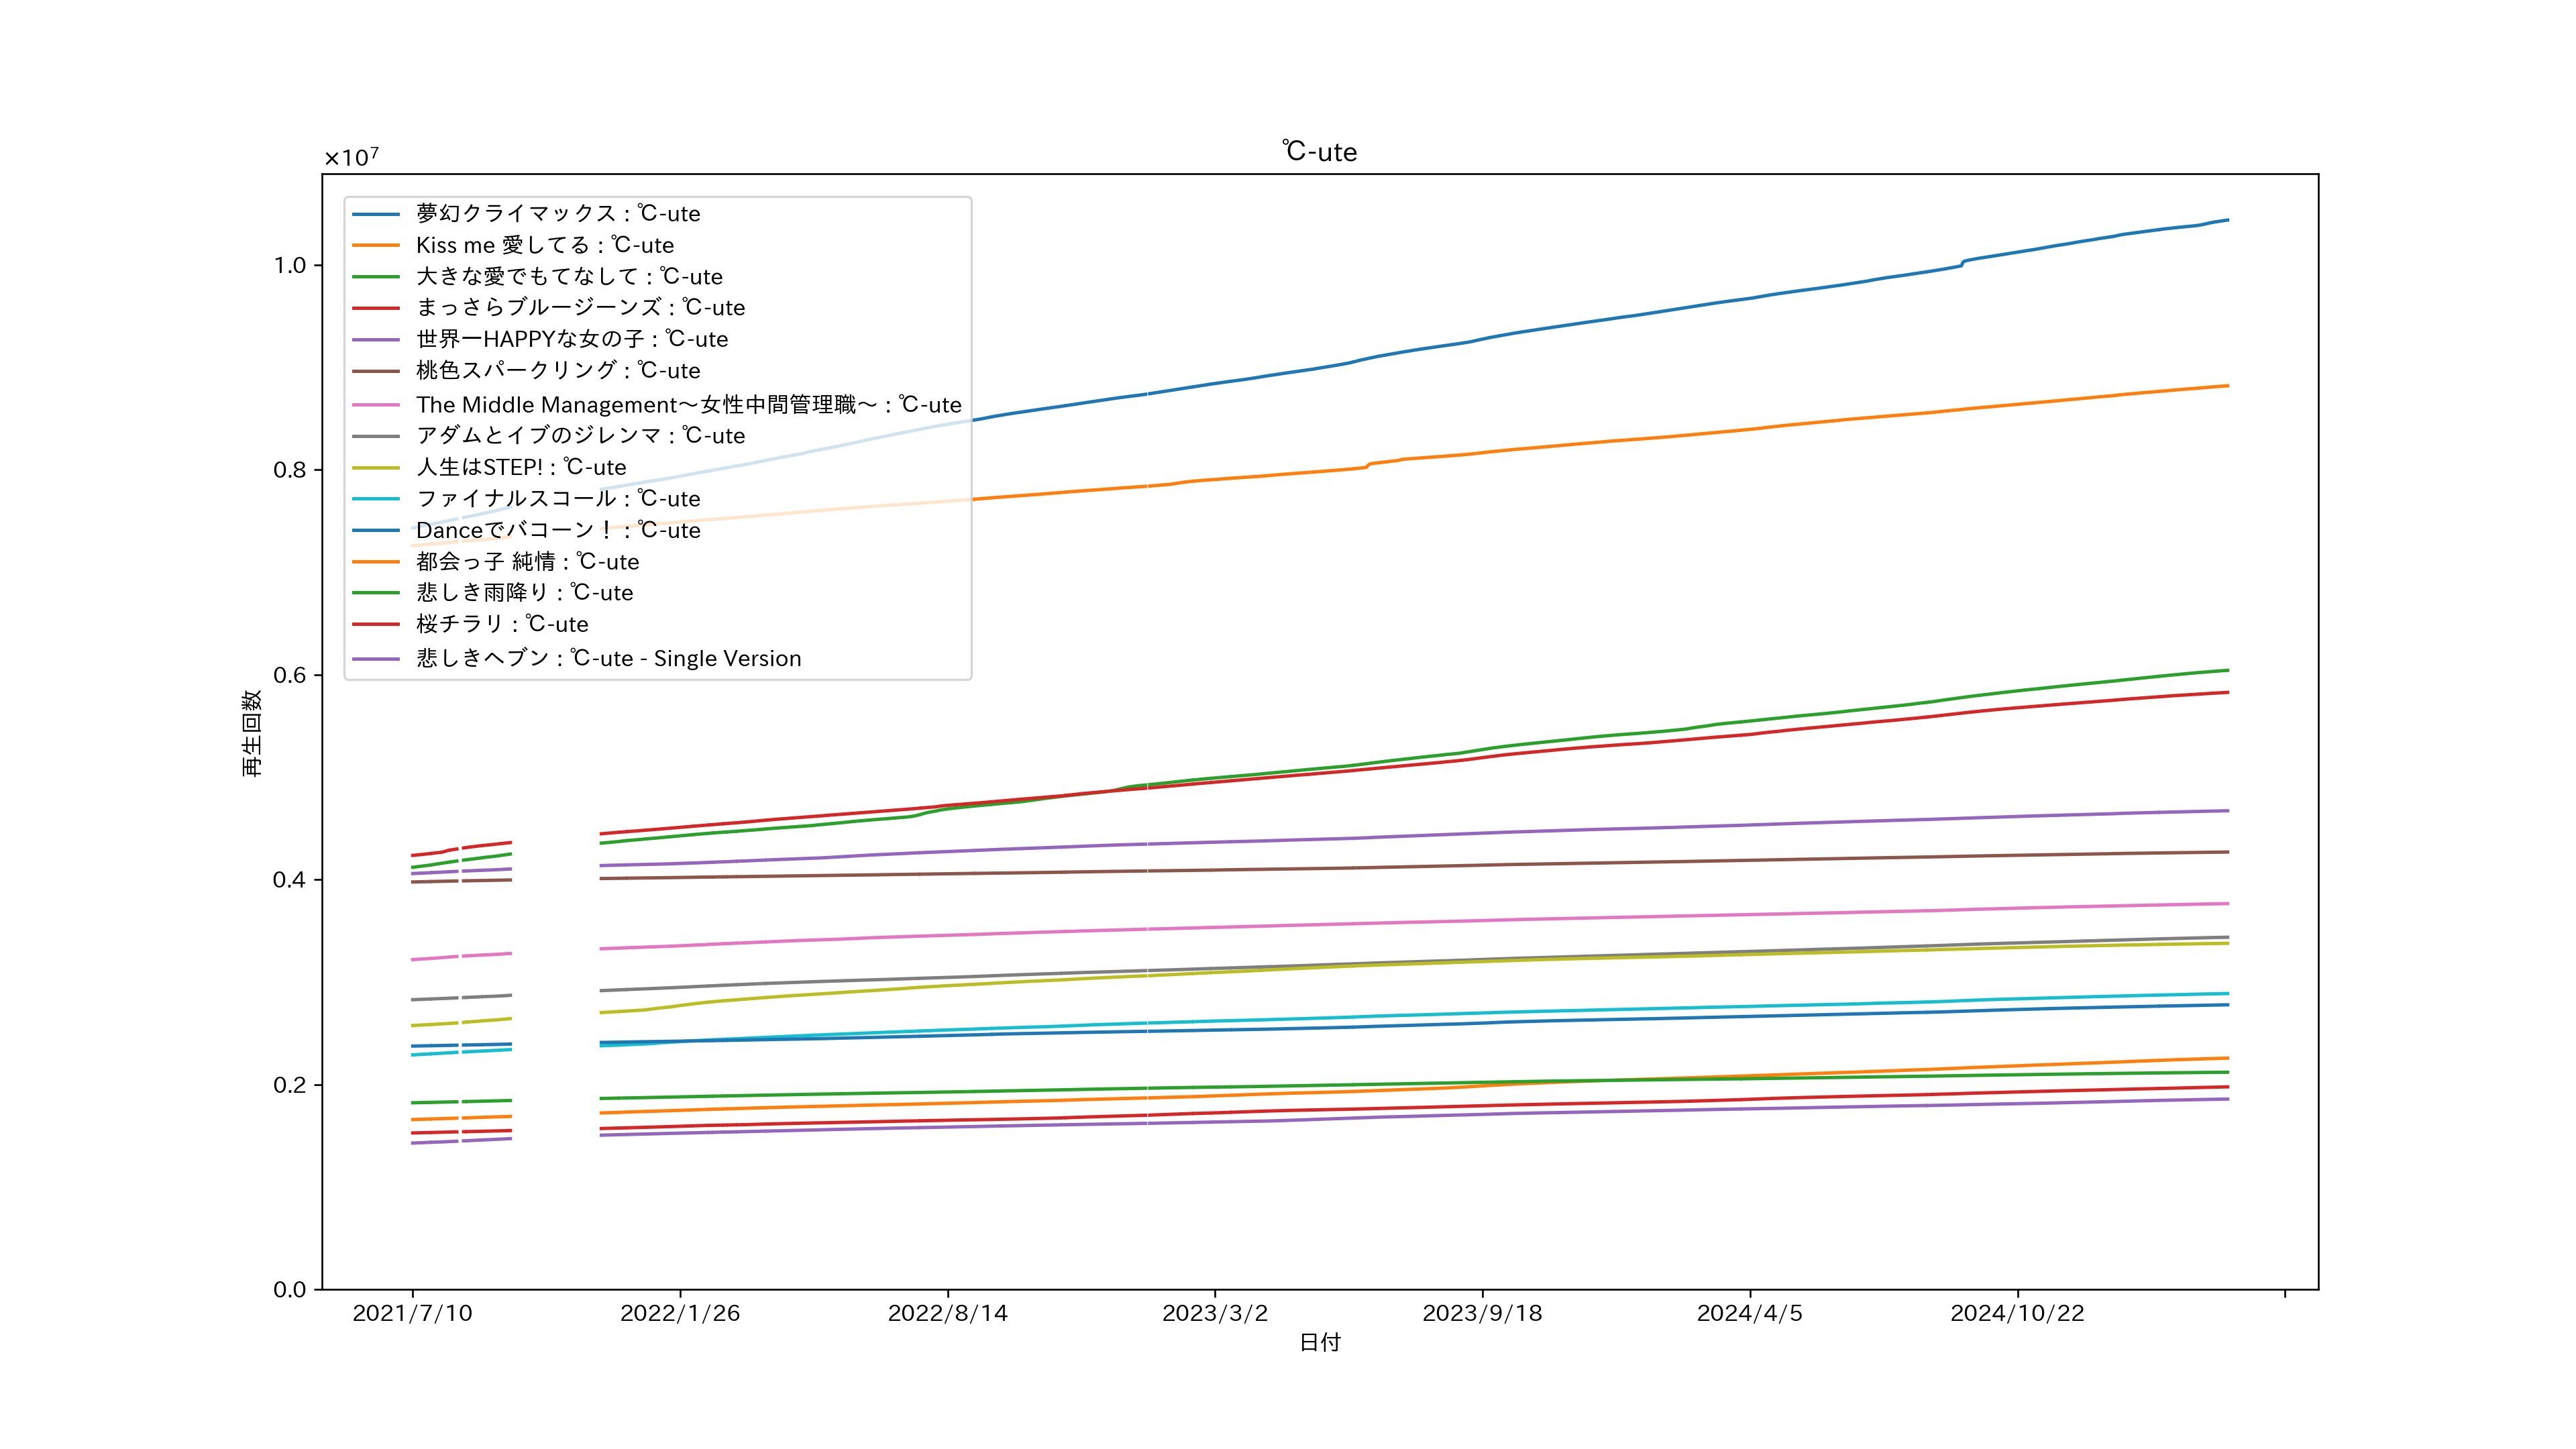 ℃-ute
×10⁷
1.0
0.8
0.6
0.4
0.2
0.0
再生回数
夢幻クライマックス : ℃-ute
Kiss me 愛してる : ℃-ute
大きな愛でもてなして : ℃-ute
まっさらブルージーンズ : ℃-ute
世界一HAPPYな女の子 : ℃-ute
桃色スパークリング : ℃-ute
The Middle Management〜女性中間管理職〜 : ℃-ute
アダムとイブのジレンマ : ℃-ute
人生はSTEP! : ℃-ute
ファイナルスコール : ℃-ute
Danceでバコーン！ : ℃-ute
都会っ子 純情 : ℃-ute
悲しき雨降り : ℃-ute
桜チラリ : ℃-ute
悲しきヘブン : ℃-ute - Single Version
2021/7/10 2022/1/26 2022/8/14 2023/3/2 2023/9/18 2024/4/5 2024/10/22
日付